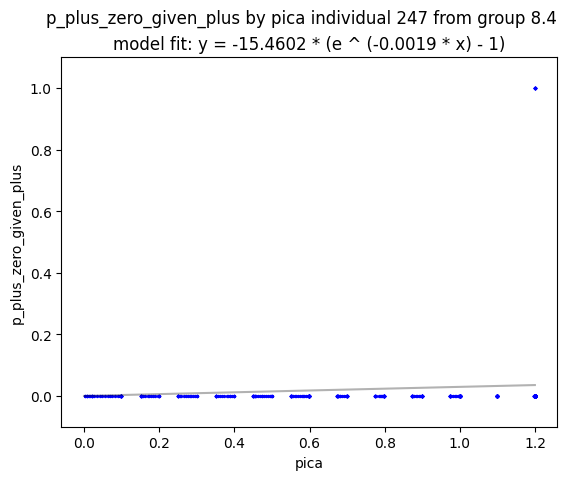 p_plus_zero_given_plus by pica individual 247 from group 8.4
model fit: y = -15.4602 * (e ^ (-0.0019 * x) - 1)
1.0
0.8
0.6
0.4
0.2
0.0
p_plus_zero_given_plus
0.0 0.2 0.4 0.6 0.8 1.0 1.2
pica